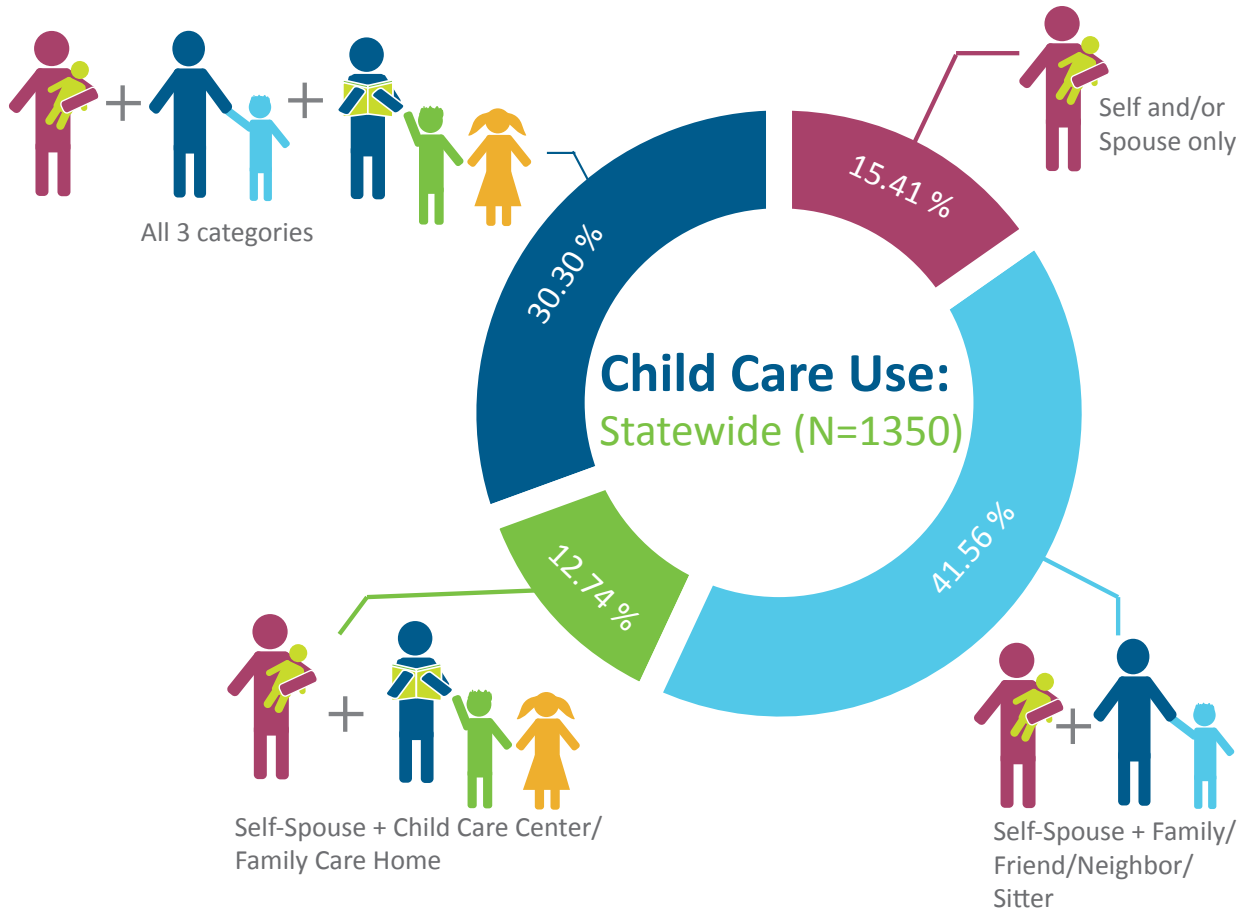 Self and/or
Spouse only
15.41 %
All 3 categories
30.30 %
Child Care Use:
Statewide (N=1350)
41.56 %
12.74 %
Self-Spouse + Child Care Center/
Family Care Home
Self-Spouse + Family/
Friend/Neighbor/
Sitter